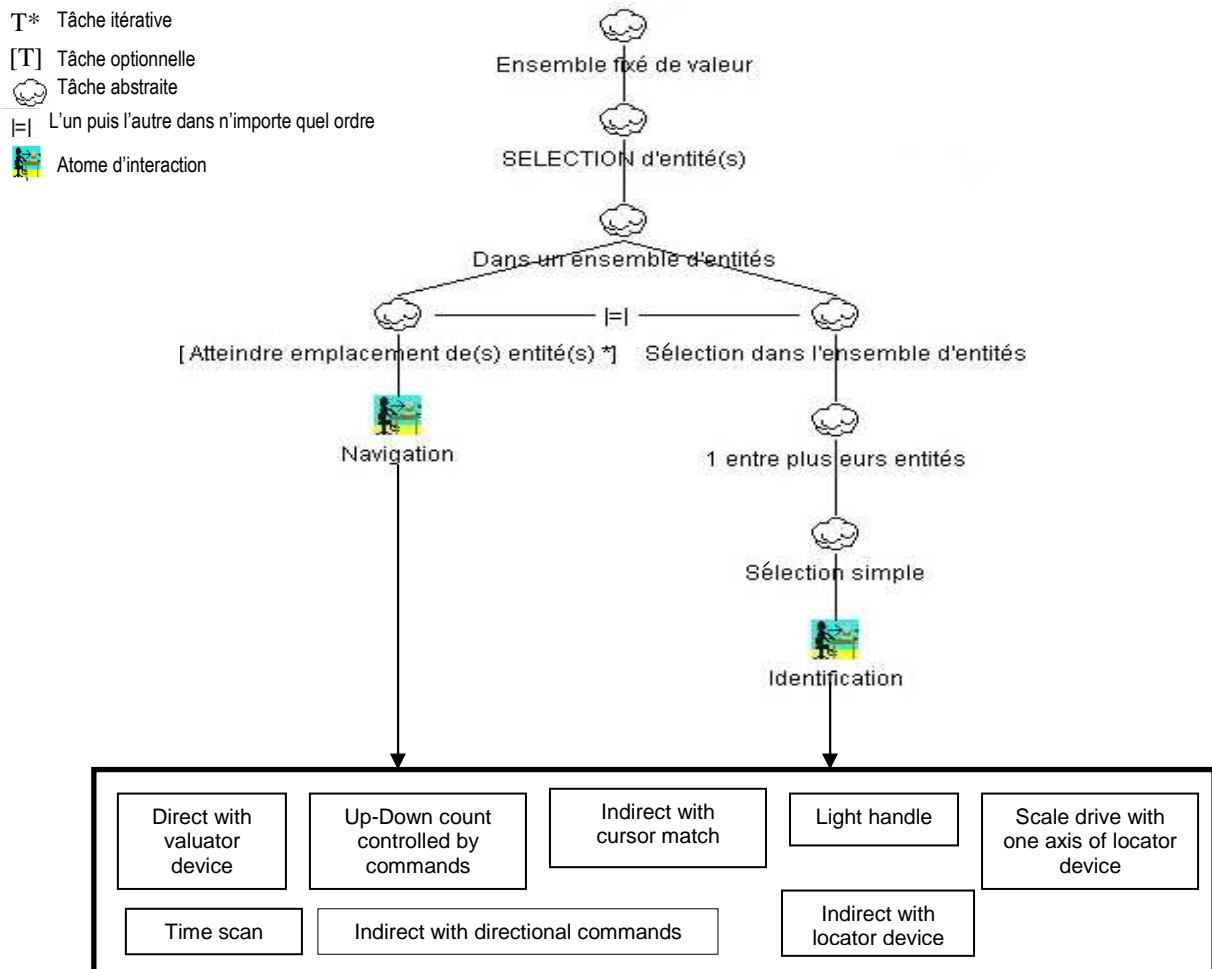 T* Tâche itérative
[T] Tâche optionnelle
Tâche abstraite
|=| L'un puis l'autre dans n'importe quel ordre
Atome d'interaction
Ensemble fixé de valeur
SELECTION d'entité(s)
Dans un ensemble d'entités
|=|
[ Atteindre emplacement de(s) entité(s) *]
Sélection dans l'ensemble d'entités
Navigation
1 entre plusieurs entités
Sélection simple
Identification
Direct with
valuator
device
Up-Down count
controlled by
commands
Indirect with
cursor match
Light handle
Scale drive with
one axis of locator
device
Time scan
Indirect with directional commands
Indirect with
locator device